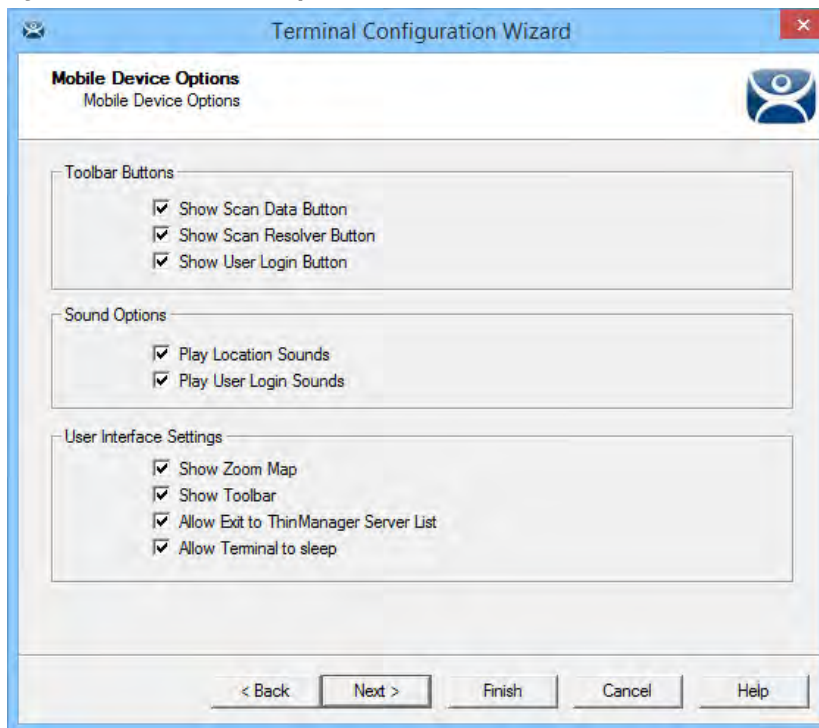 Terminal Configuration Wizard
Mobile Device Options
Mobile Device Options
Toolbar Buttons
Show Scan Data Button
Show Scan Resolver Button
Show User Login Button
Sound Options
Play Location Sounds
Play User Login Sounds
User Interface Settings
Show Zoom Map
Show Toolbar
Allow Exit to ThinManager Server List
Allow Terminal to sleep
< Back Next > Finish Cancel Help